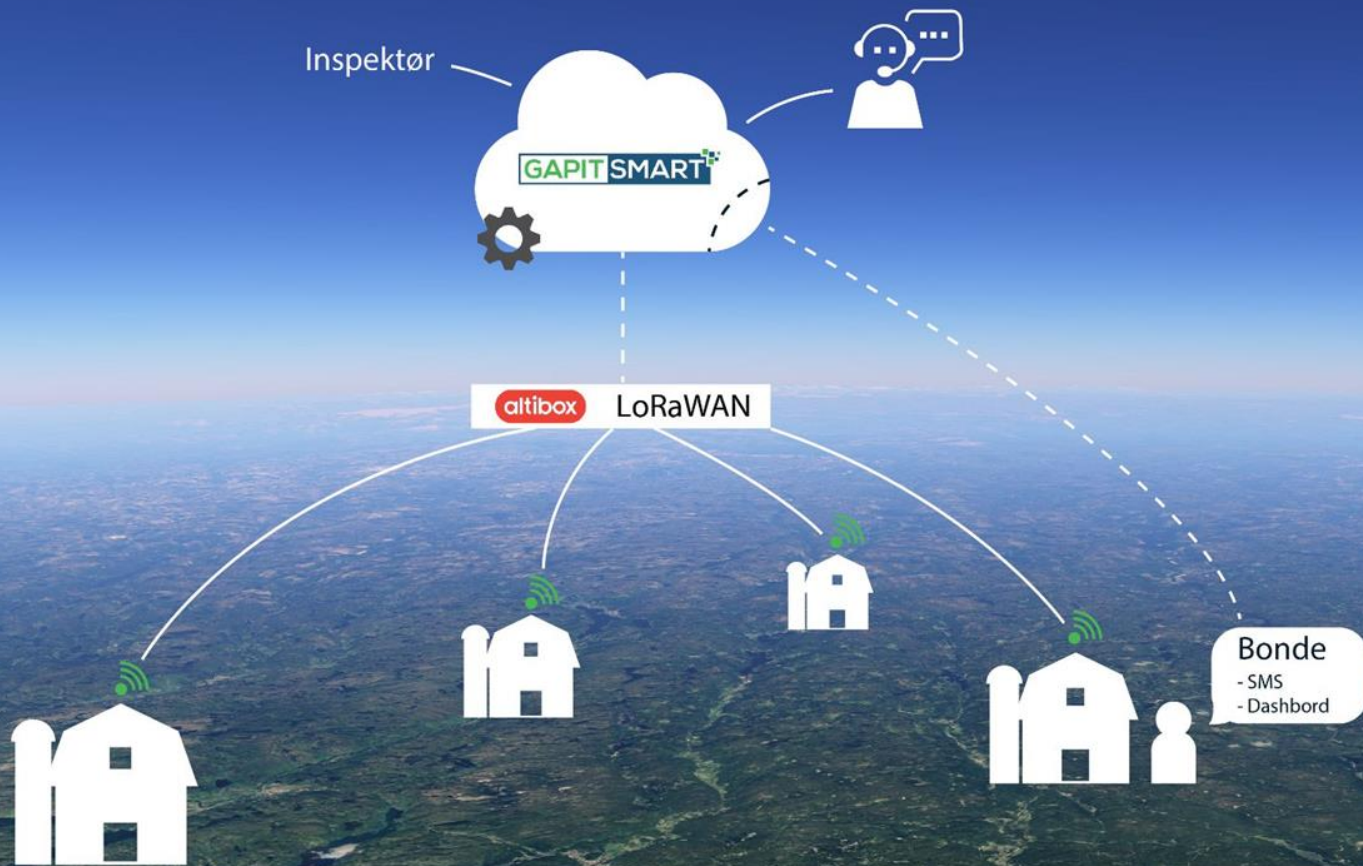 Inspektør
GAPIT SMART
altibox LoRaWAN
Bonde
- SMS
- Dashbord